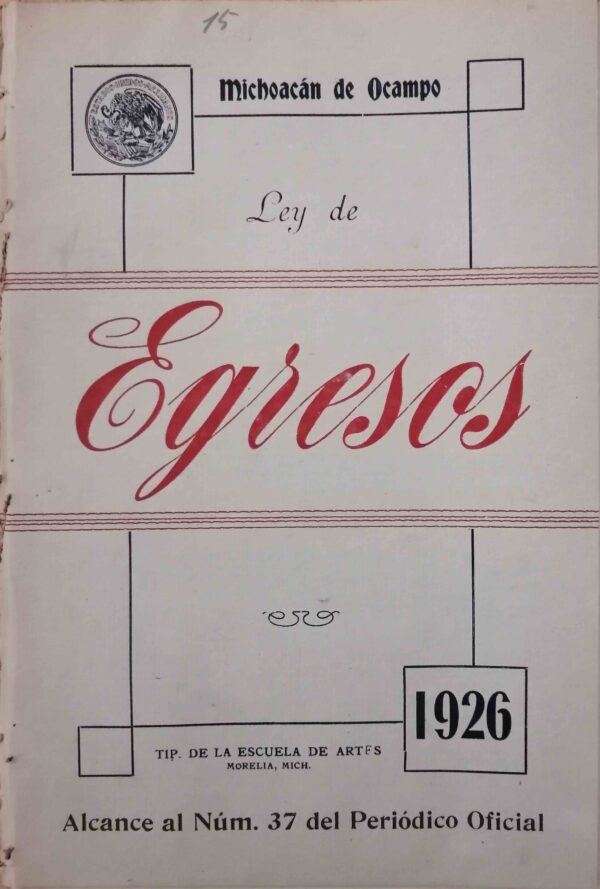 15
Michoacán de Ocampo
Ley de
Egresos
1926
TIP. DE LA ESCUELA DE ARTES
MORELIA, MICH.
Alcance al Núm. 37 del Periódico Oficial